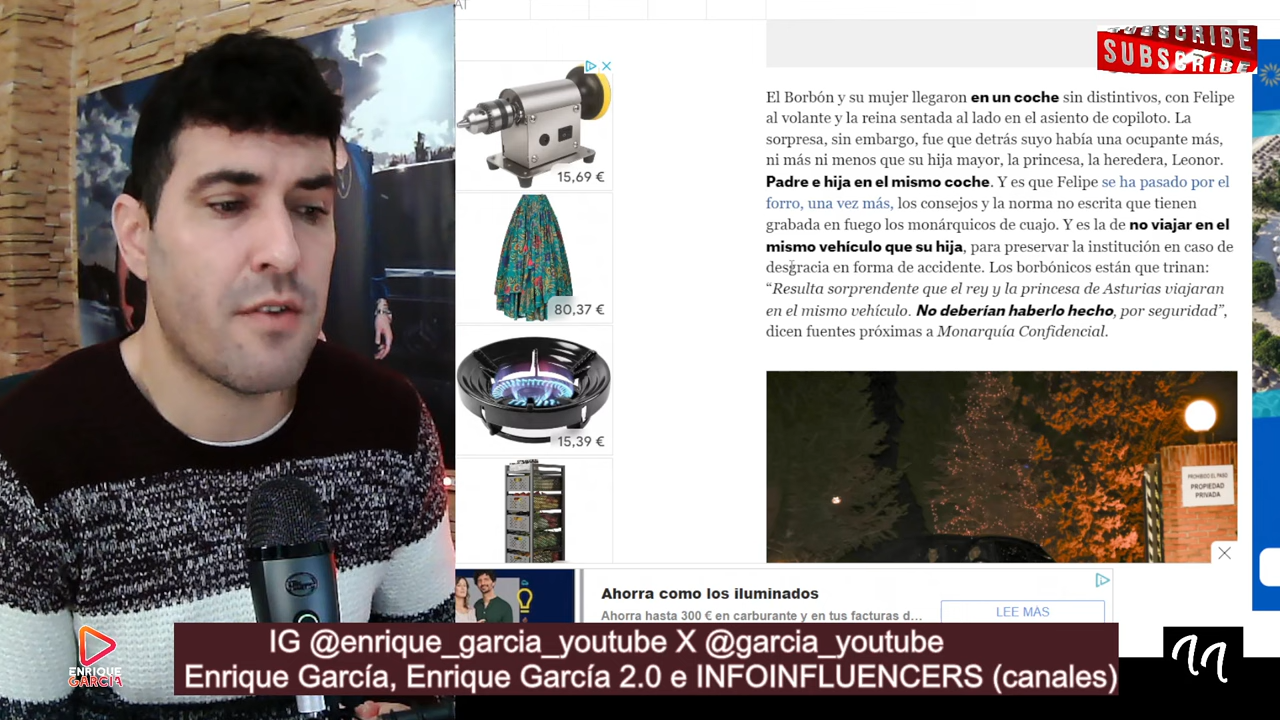 SUBSCRIBE
SUBSCRIBE
El Borbón y su mujer llegaron en un coche sin distintivos, con Felipe
al volante y la reina sentada al lado en el asiento de copiloto. La
sorpresa, sin embargo, fue que detrás suyo había una ocupante más,
ni más ni menos que su hija mayor, la princesa, la heredera, Leonor.
Padre e hija en el mismo coche. Y es que Felipe se ha pasado por el
forro, una vez más, los consejos y la norma no escrita que tienen
grabada en fuego los monárquicos de cuajo. Y es la de no viajar en el
mismo vehículo que su hija, para preservar la institución en caso de
desgracia en forma de accidente. Los borbónicos están que trinan:
“Resulta sorprendente que el rey y la princesa de Asturias viajaran
en el mismo vehículo. No deberían haberlo hecho, por seguridad”,
dicen fuentes próximas a Monarquía Confidencial.
15,69 €
80,37 €
15,39 €
PROHIBIDO EL PASO
PROPIEDAD
PRIVADA
Ahorra como los iluminados
Ahorra hasta 300 € en carburante y en tus facturas d...
LEE MÁS
IG @enrique_garcia_youtube X @garcia_youtube
Enrique García, Enrique García 2.0 e INFOINFLUENCERS (canales)
ENRIQUE
GARCÍA